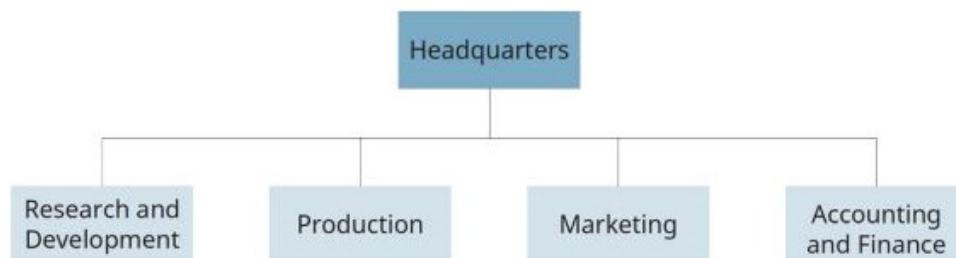 Headquarters
Research and
Development
Production
Marketing
Accounting
and Finance